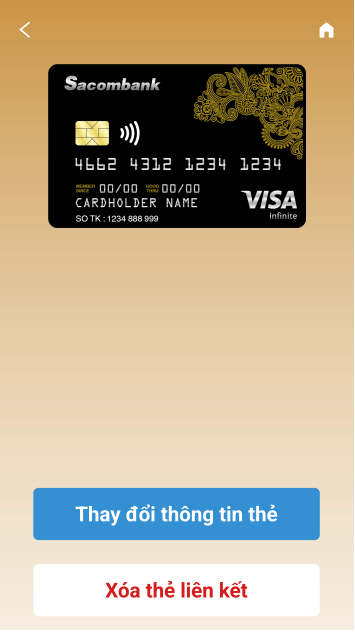 Sacombank
4662 4312 1234 1234
MEMBER SINCE 00/00 GOOD THRU 00/00
CARDHOLDER NAME
SO TK : 1234 888 999
VISA
Infinite
Thay đổi thông tin thẻ
Xóa thẻ liên kết